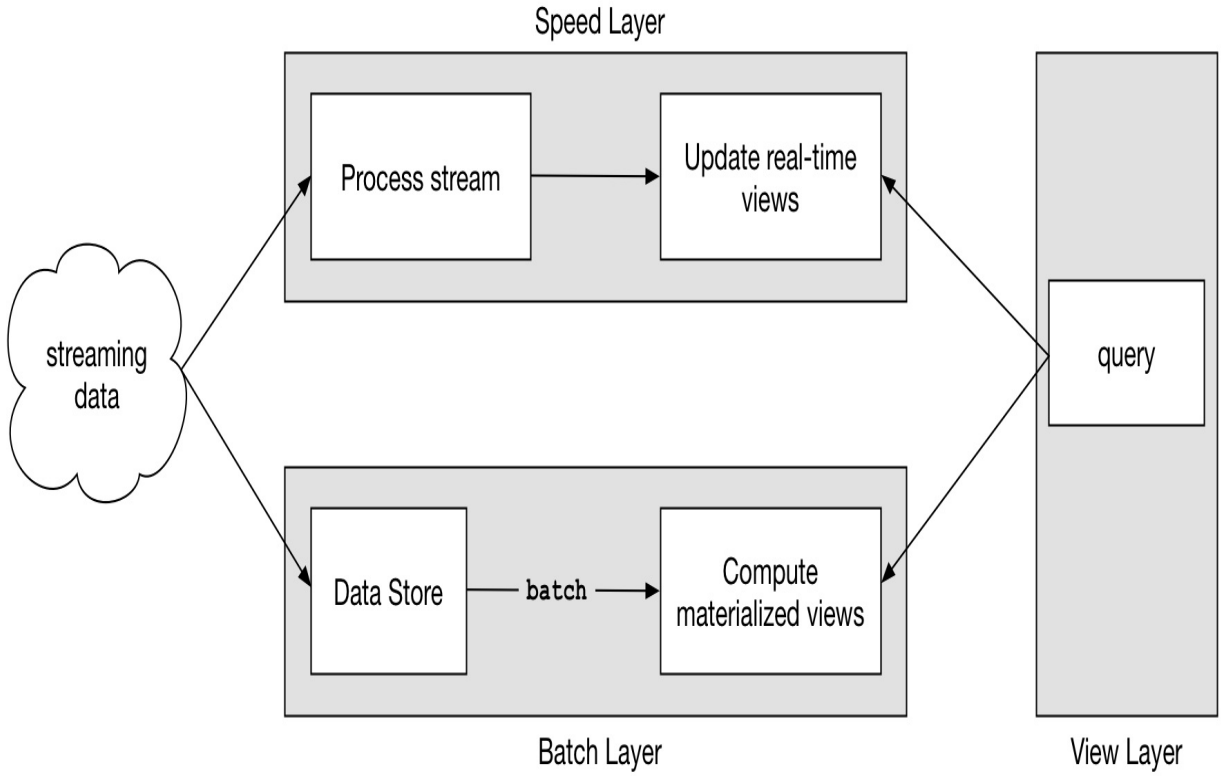 Speed Layer
Process stream
Update real-time
views
streaming
data
query
Data Store
batch
Compute
materialized views
Batch Layer
View Layer